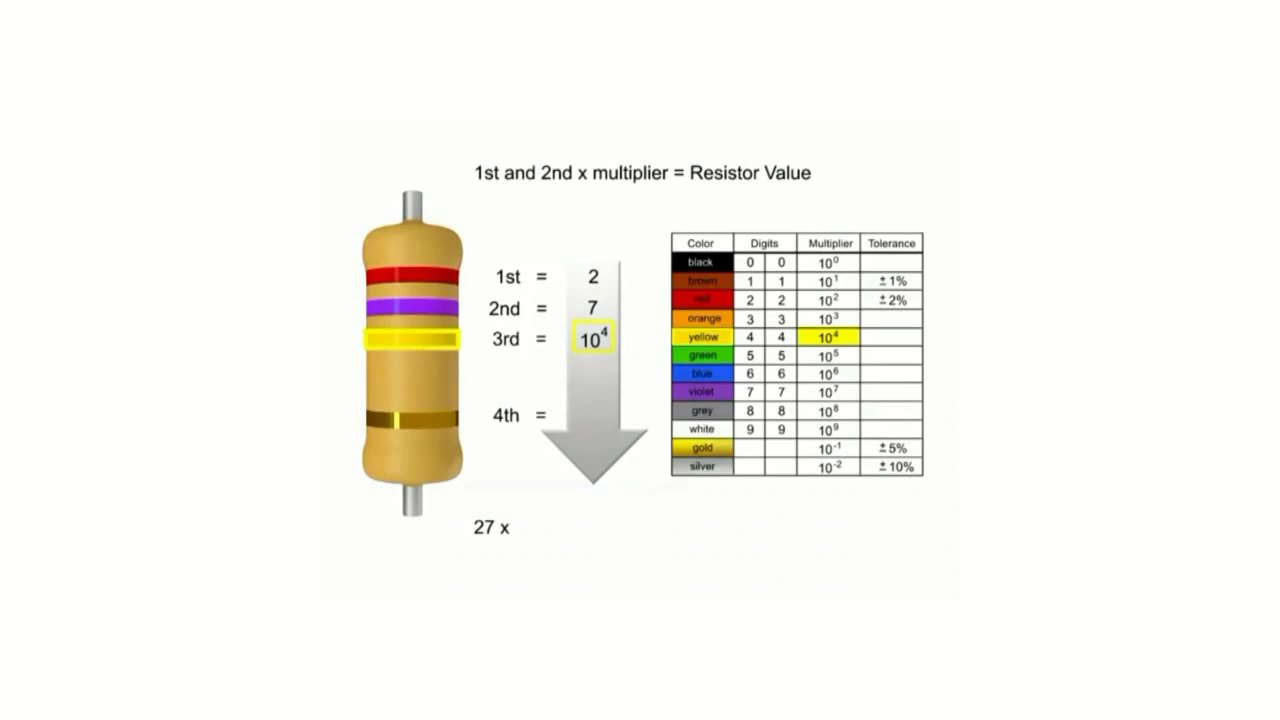 1st and 2nd x multiplier = Resistor Value
1st = 2
2nd = 7
3rd = 10⁴
4th =
27 x
Color Digits Multiplier Tolerance
black 0 0 10⁰
brown 1 1 10¹ ±1%
red 2 2 10² ±2%
orange 3 3 10³
yellow 4 4 10⁴
green 5 5 10⁵
blue 6 6 10⁶
violet 7 7 10⁷
grey 8 8 10⁸
white 9 9 10⁹
gold 10⁻¹ ±5%
silver 10⁻² ±10%